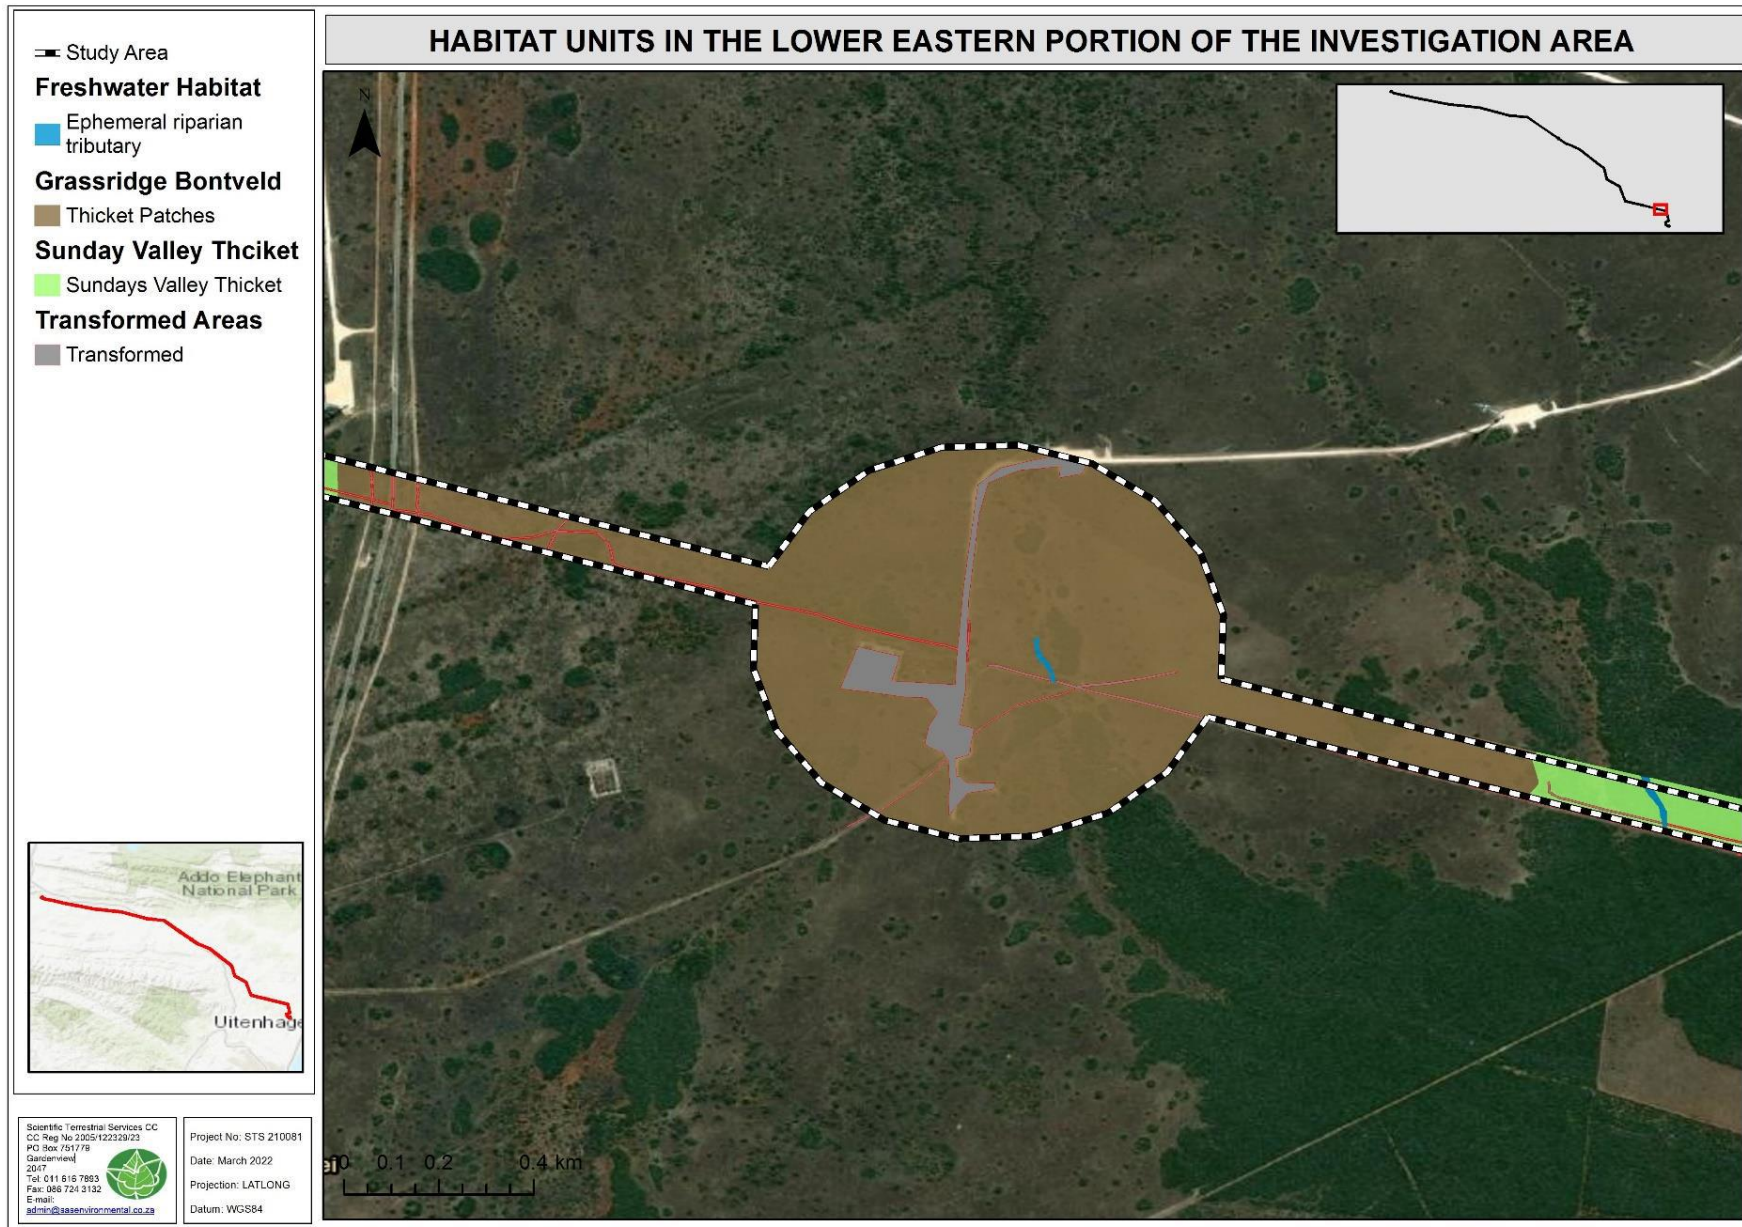 HABITAT UNITS IN THE LOWER EASTERN PORTION OF THE INVESTIGATION AREA
Study Area
Freshwater Habitat
Ephemeral riparian
tributary
Grassridge Bontveld
Thicket Patches
Sunday Valley Thciket
Sundays Valley Thicket
Transformed Areas
Transformed
N
Addo Elephant
National Park
Uitenhage
Scientific Terrestrial Services CC
CC Reg No 2005/122329/23
PO Box 751779
Gardenview
2047
Tel: 011 616 7893
Fax: 086 724 3132
E-mail:
admin@sasenvironmental.co.za
Project No: STS 210081
Date: March 2022
Projection: LATLONG
Datum: WGS84
0 0.1 0.2 0.4 km